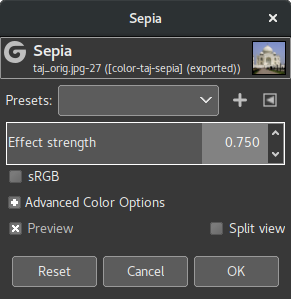 Sepia
Sepia
taj_orig.jpg-27 ([color-taj-sepia] (exported))
Presets:
Effect strength 0.750
sRGB
Advanced Color Options
Preview Split view
Reset Cancel OK